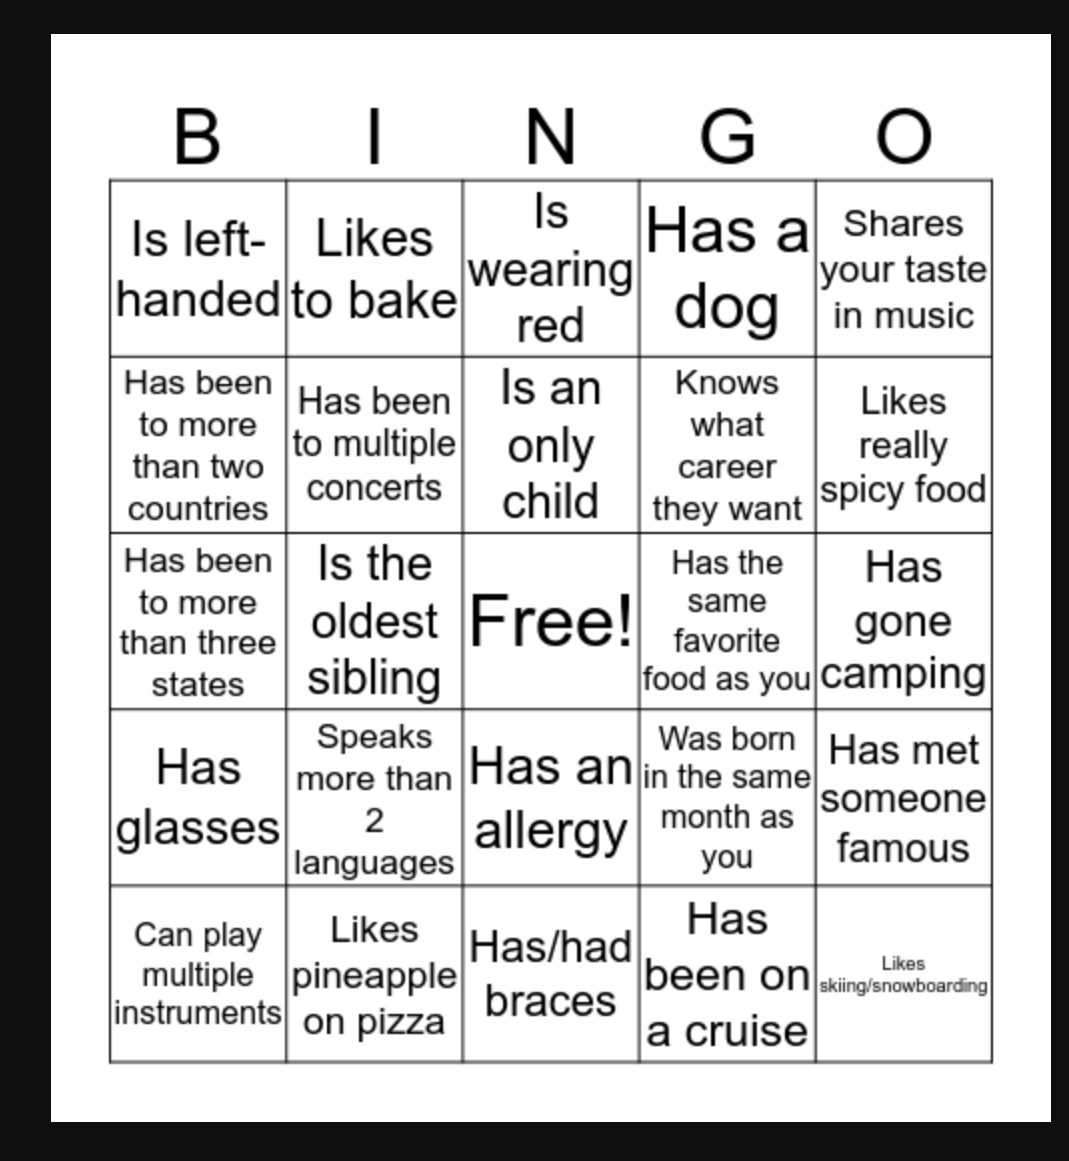 B I N G O
Is left-
handed
Likes
to bake
Is
wearing
red
Has a
dog
Shares
your taste
in music
Has been
to more
than two
countries
Has been
to multiple
concerts
Is an
only
child
Knows
what
career
they want
Likes
really
spicy food
Has been
to more
than three
states
Is the
oldest
sibling
Free!
Has the
same
favorite
food as you
Has
gone
camping
Has
glasses
Speaks
more than
2
languages
Has an
allergy
Was born
in the same
month as
you
Has met
someone
famous
Can play
multiple
instruments
Likes
pineapple
on pizza
Has/had
braces
Has
been on
a cruise
Likes
skiing/snowboarding